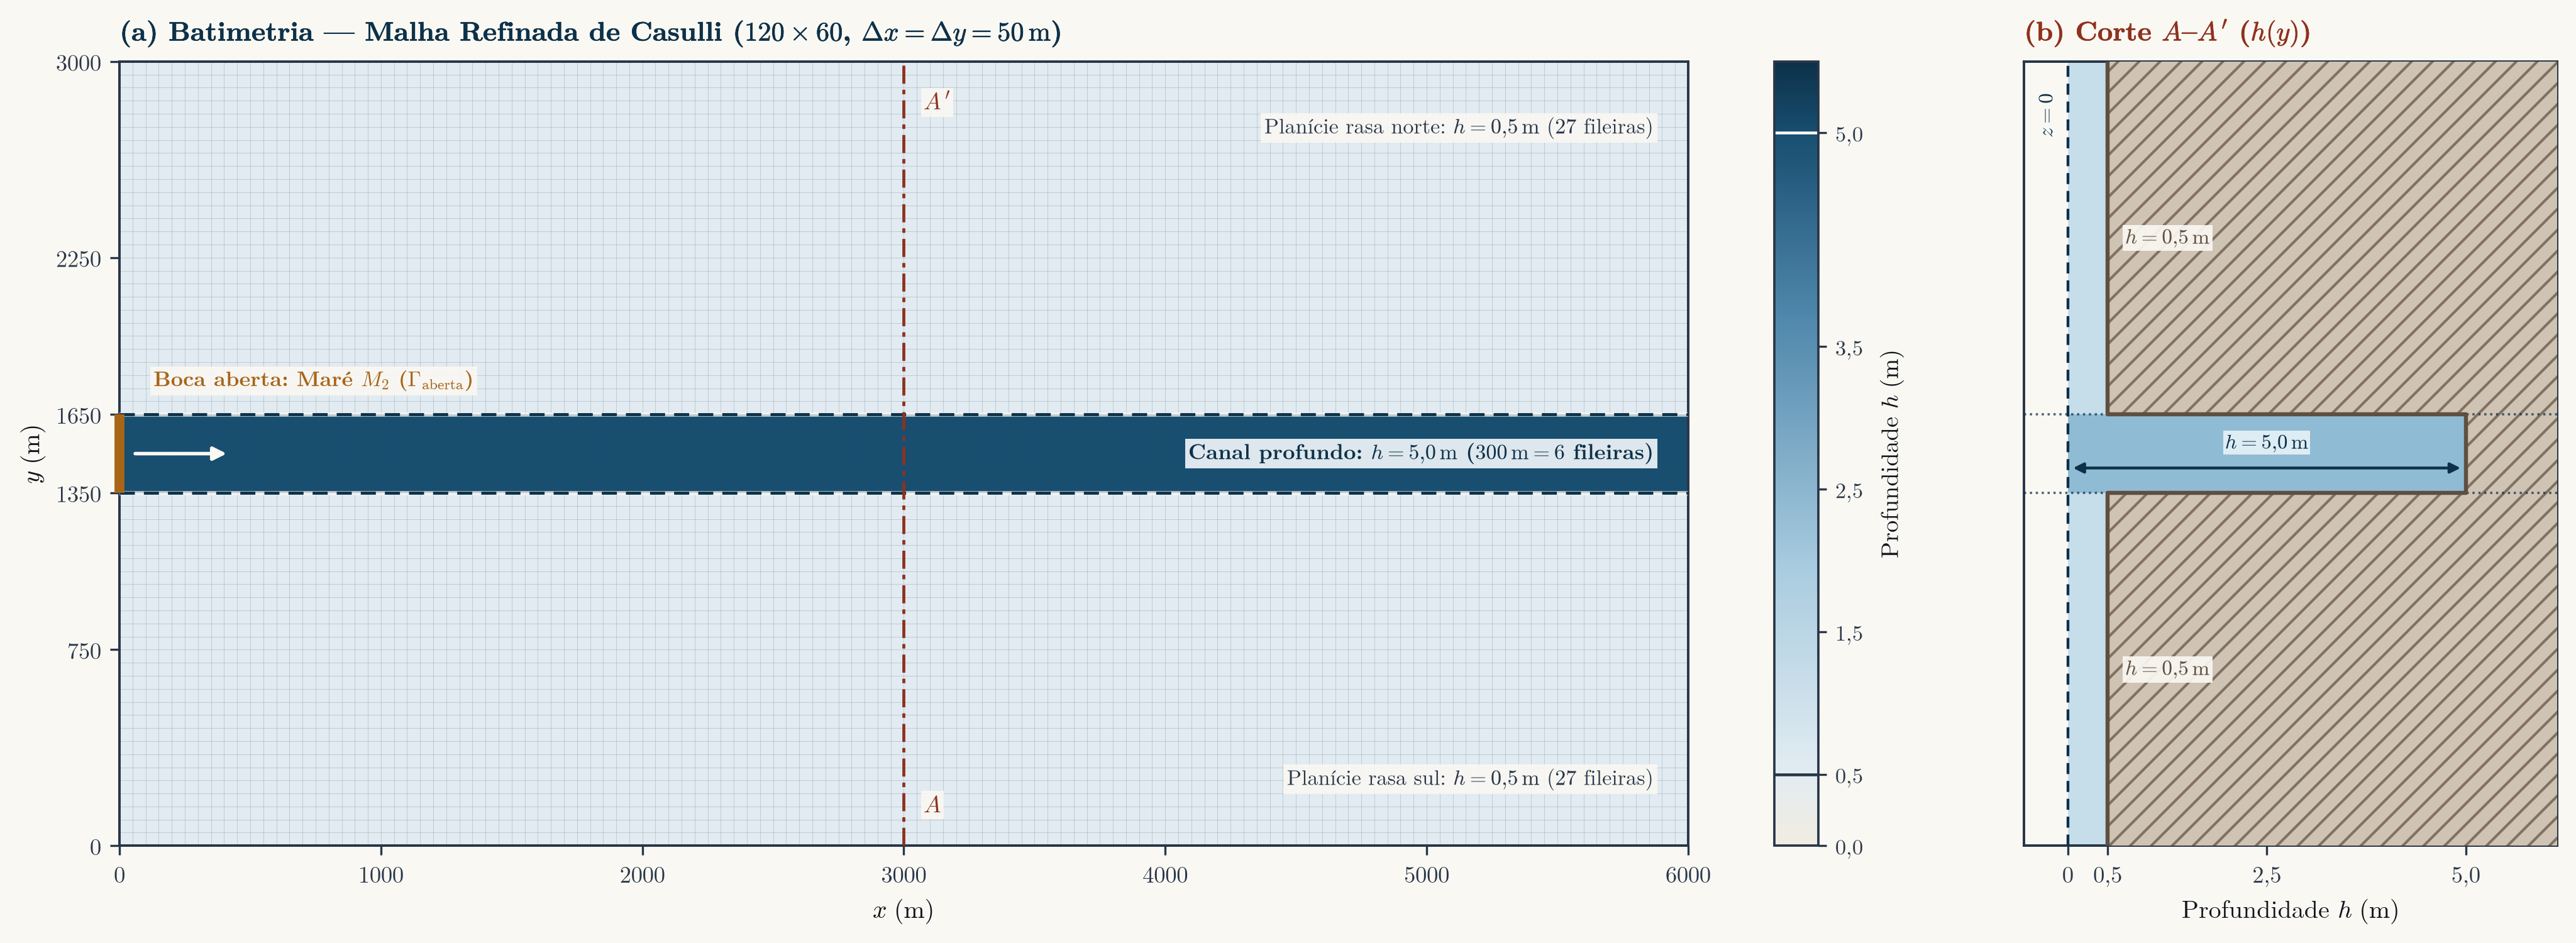 (a) Batimetria — Malha Refinada de Casulli (120 × 60, Δx = Δy = 50 m)
3000
2250
1650
1350
750
0
y (m)
A′
Planície rasa norte: h = 0,5 m (27 fileiras)
Boca aberta: Maré M₂ (Γ_aberta)
Canal profundo: h = 5,0 m (300 m = 6 fileiras)
Planície rasa sul: h = 0,5 m (27 fileiras)
A
0 1000 2000 3000 4000 5000 6000
x (m)
5,0
3,5
2,5
1,5
0,5
0,0
Profundidade h (m)
(b) Corte A–A′ (h(y))
z = 0
h = 0,5 m
h = 5,0 m
h = 0,5 m
0 0,5 2,5 5,0
Profundidade h (m)